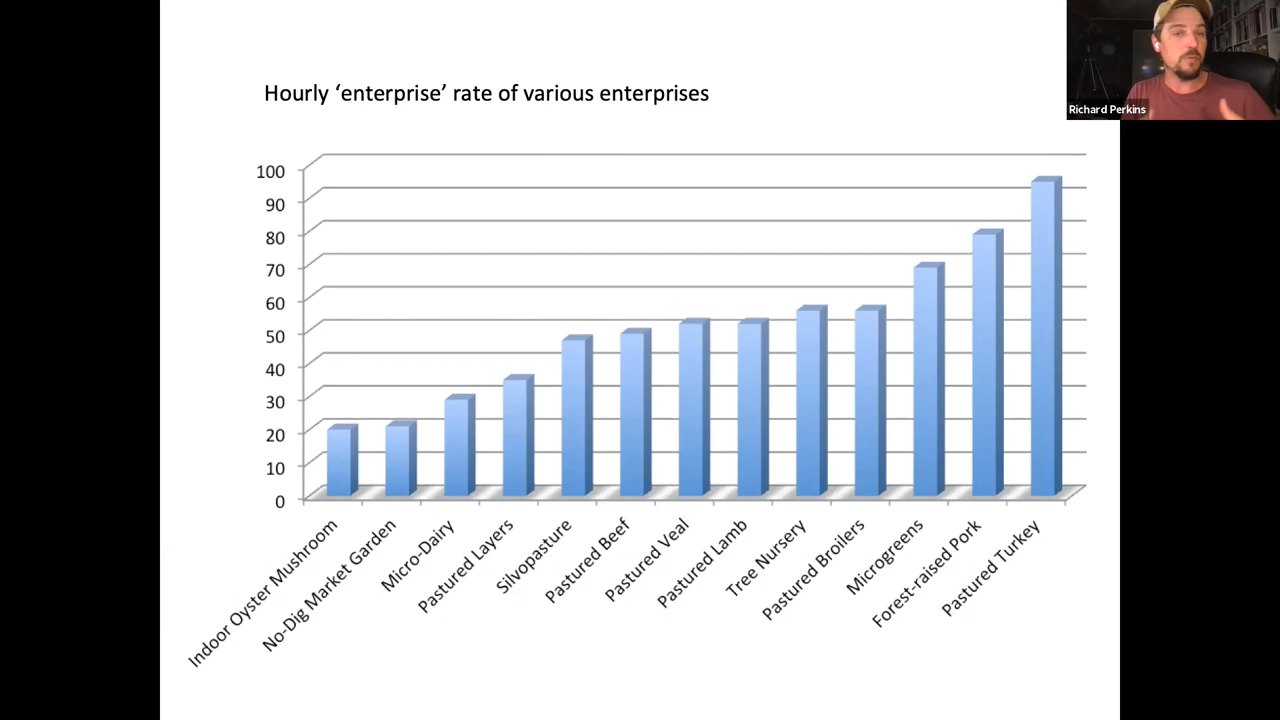 Hourly ‘enterprise’ rate of various enterprises
Richard Perkins
100
90
80
70
60
50
40
30
20
10
0
Indoor Oyster Mushroom
No-Dig Market Garden
Micro-Dairy
Pastured Layers
Silvopasture
Pastured Beef
Pastured Veal
Pastured Lamb
Tree Nursery
Pastured Broilers
Microgreens
Forest-raised Pork
Pastured Turkey